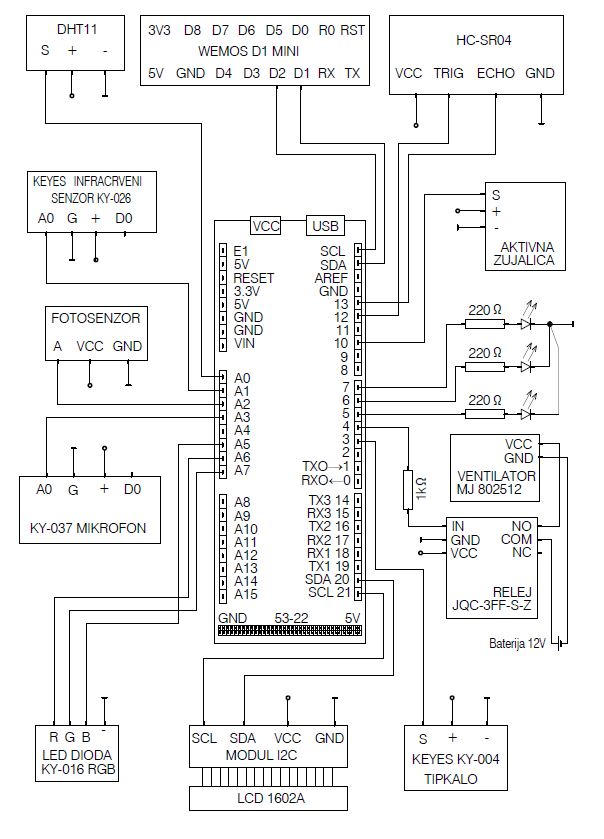 DHT11
S + -
3V3 D8 D7 D6 D5 D0 R0 RST
WEMOS D1 MINI
5V GND D4 D3 D2 D1 RX TX
HC-SR04
VCC TRIG ECHO GND
KEYES INFRACRVENI
SENZOR KY-026
A0 G + D0
S
+
-
AKTIVNA
ZUJALICA
FOTOSENZOR
A VCC GND
VCC USB
E1
5V
RESET
3.3V
5V
GND
GND
VIN
A0
A1
A2
A3
A4
A5
A6
A7
A8
A9
A10
A11
A12
A13
A14
A15
SCL
SDA
AREF
GND
13
12
11
10
9
8
7
6
5
4
3
2
TXO→1
RXO←0
TX3 14
RX3 15
TX2 16
RX2 17
RX1 18
TX1 19
SDA 20
SCL 21
GND 53-22 5V
220 Ω
220 Ω
220 Ω
1kΩ
VCC
GND
VENTILATOR
MJ 802512
IN NO
GND COM
VCC NC
RELEJ
JQC-3FF-S-Z
Baterija 12V
A0 G + D0
KY-037 MIKROFON
R G B -
LED DIODA
KY-016 RGB
SCL SDA VCC GND
MODUL I2C
LCD 1602A
S + -
KEYES KY-004
TIPKALO